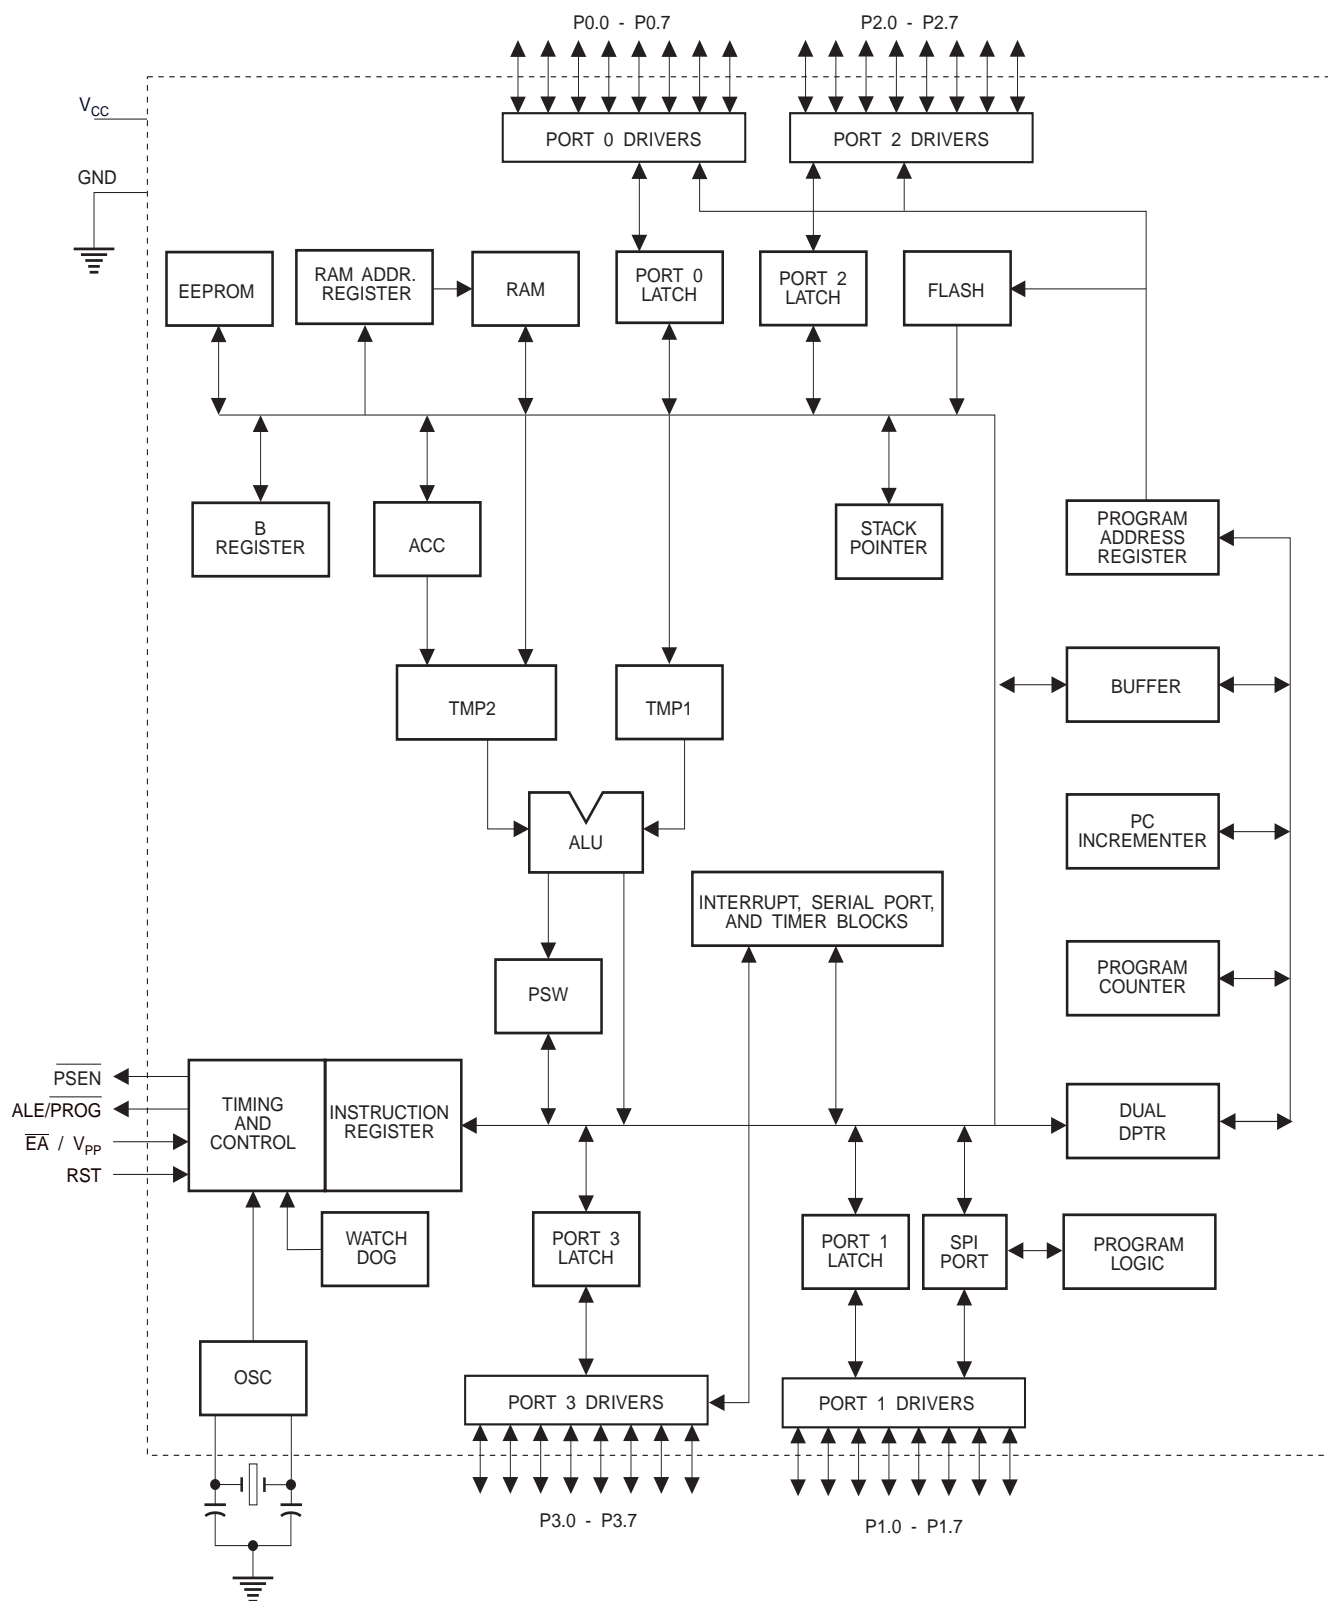 P0.0 - P0.7
P2.0 - P2.7
VCC
PORT 0 DRIVERS
PORT 2 DRIVERS
GND
EEPROM
RAM ADDR.
REGISTER
RAM
PORT 0
LATCH
PORT 2
LATCH
FLASH
B
REGISTER
ACC
STACK
POINTER
PROGRAM
ADDRESS
REGISTER
TMP2
TMP1
BUFFER
ALU
PC
INCREMENTER
INTERRUPT, SERIAL PORT,
AND TIMER BLOCKS
PSW
PROGRAM
COUNTER
PSEN
ALE/PROG
EA / VPP
RST
TIMING
AND
CONTROL
INSTRUCTION
REGISTER
DUAL
DPTR
WATCH
DOG
PORT 3
LATCH
PORT 1
LATCH
SPI
PORT
PROGRAM
LOGIC
OSC
PORT 3 DRIVERS
PORT 1 DRIVERS
P3.0 - P3.7
P1.0 - P1.7